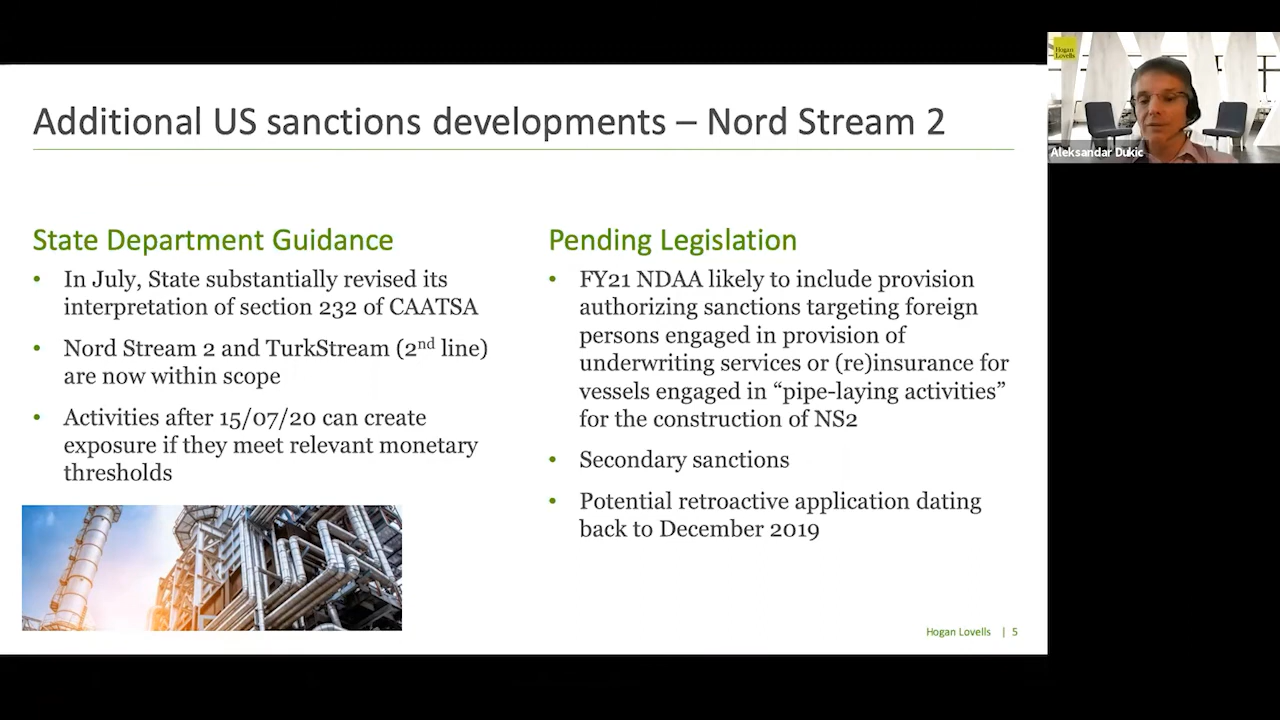 Additional US sanctions developments – Nord Stream 2
State Department Guidance
• In July, State substantially revised its
interpretation of section 232 of CAATSA
• Nord Stream 2 and TurkStream (2nd line)
are now within scope
• Activities after 15/07/20 can create
exposure if they meet relevant monetary
thresholds
Pending Legislation
• FY21 NDAA likely to include provision
authorizing sanctions targeting foreign
persons engaged in provision of
underwriting services or (re)insurance for
vessels engaged in “pipe-laying activities”
for the construction of NS2
• Secondary sanctions
• Potential retroactive application dating
back to December 2019
Hogan Lovells | 5
Hogan
Lovells
Aleksandar Dukic